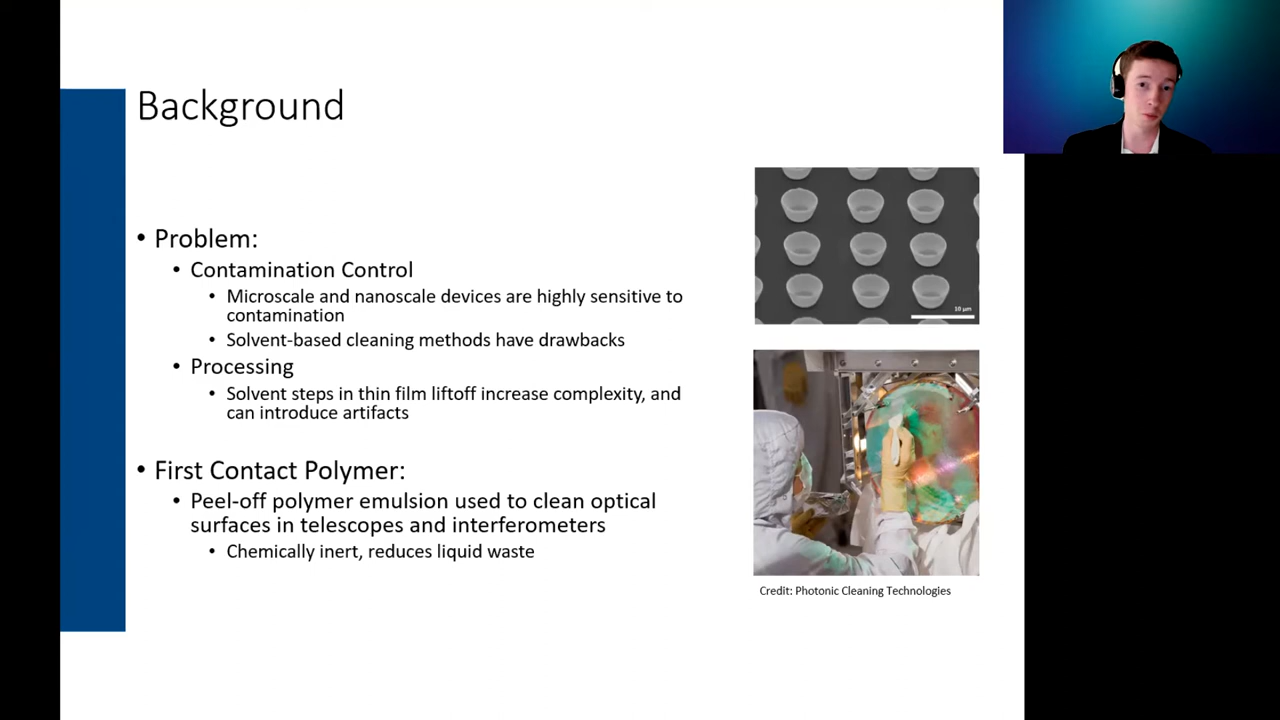 Background
• Problem:
• Contamination Control
• Microscale and nanoscale devices are highly sensitive to
contamination
• Solvent-based cleaning methods have drawbacks
• Processing
• Solvent steps in thin film liftoff increase complexity, and
can introduce artifacts
• First Contact Polymer:
• Peel-off polymer emulsion used to clean optical
surfaces in telescopes and interferometers
• Chemically inert, reduces liquid waste
10 µm
Credit: Photonic Cleaning Technologies